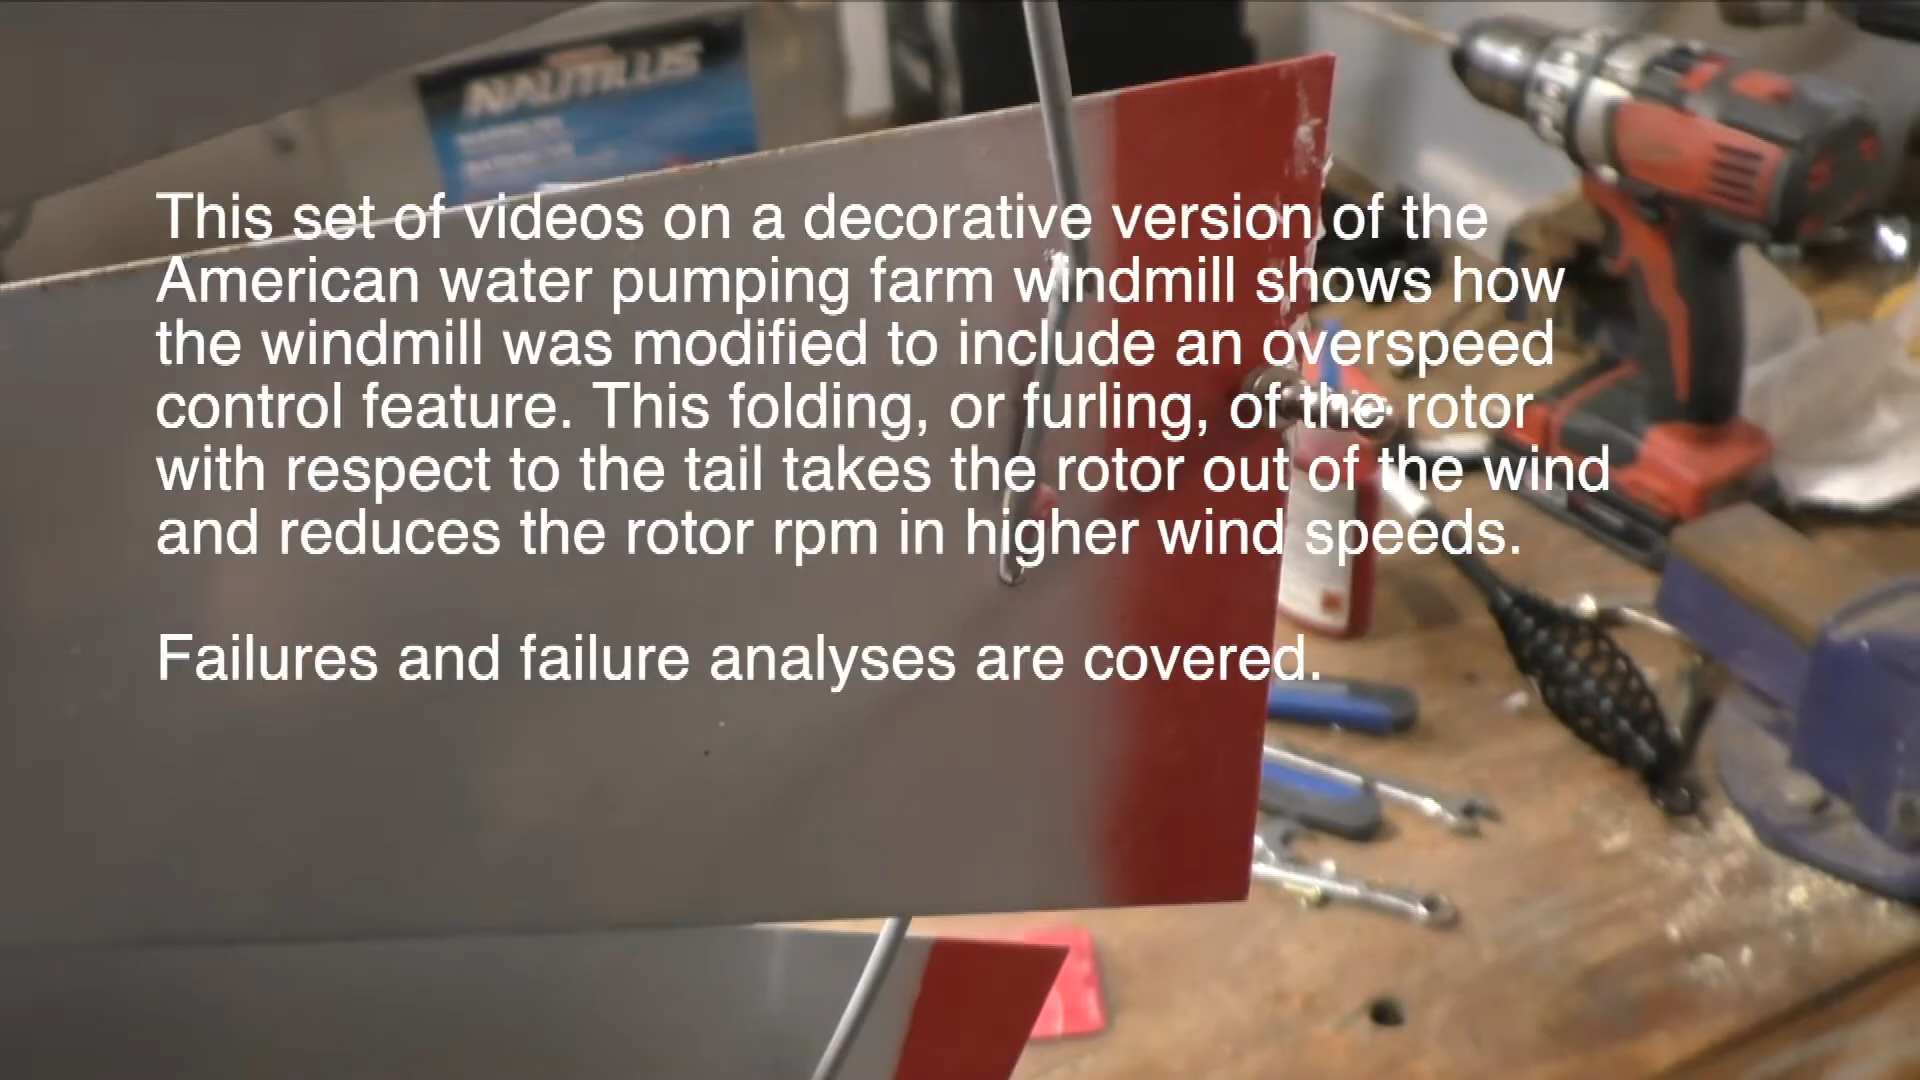 NAUTILUS
This set of videos on a decorative version of the
American water pumping farm windmill shows how
the windmill was modified to include an overspeed
control feature. This folding, or furling, of the rotor
with respect to the tail takes the rotor out of the wind
and reduces the rotor rpm in higher wind speeds.
Failures and failure analyses are covered.